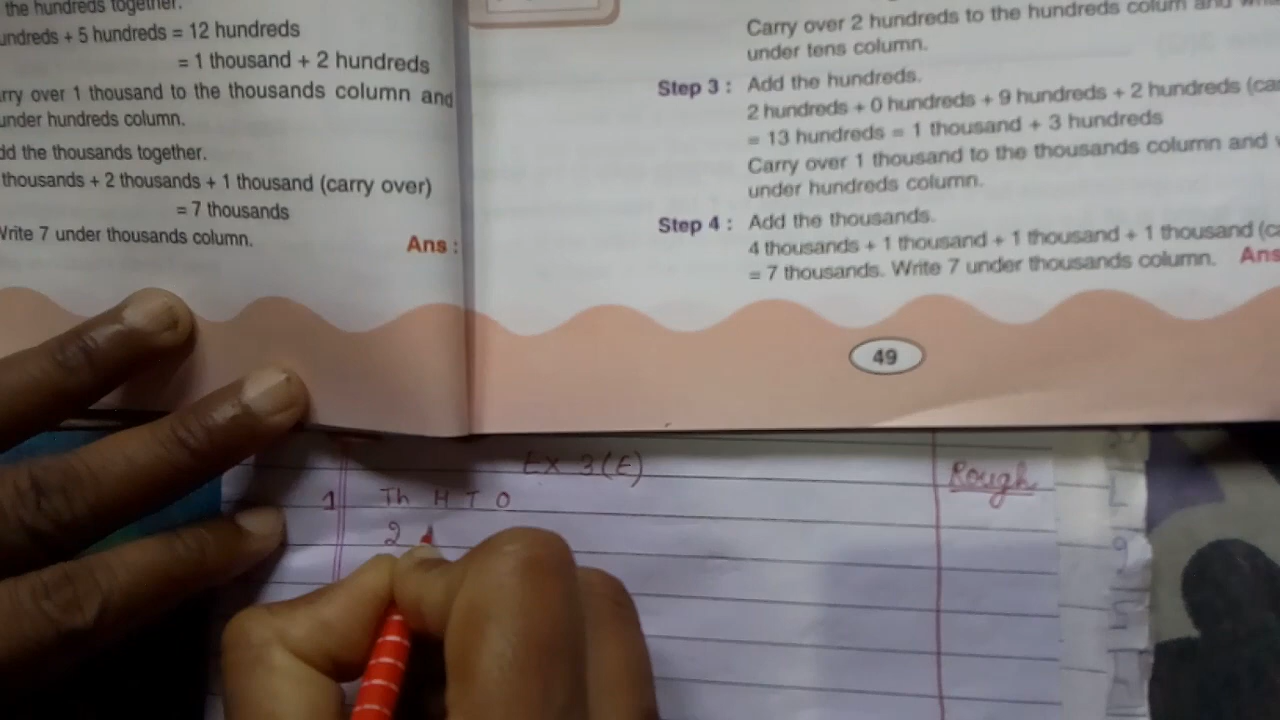 the hundreds together.
hundreds + 5 hundreds = 12 hundreds
= 1 thousand + 2 hundreds
rry over 1 thousand to the thousands column and
under hundreds column.
dd the thousands together.
thousands + 2 thousands + 1 thousand (carry over)
= 7 thousands
Write 7 under thousands column.
Ans :
Carry over 2 hundreds to the hundreds colum and
under tens column.
Step 3 : Add the hundreds.
2 hundreds + 0 hundreds + 9 hundreds + 2 hundreds (ca
= 13 hundreds = 1 thousand + 3 hundreds
Carry over 1 thousand to the thousands column and
under hundreds column.
Step 4 : Add the thousands.
4 thousands + 1 thousand + 1 thousand + 1 thousand (ca
= 7 thousands. Write 7 under thousands column. Ans
49
Ex 3(E)
Rough
1 Th H T O
2